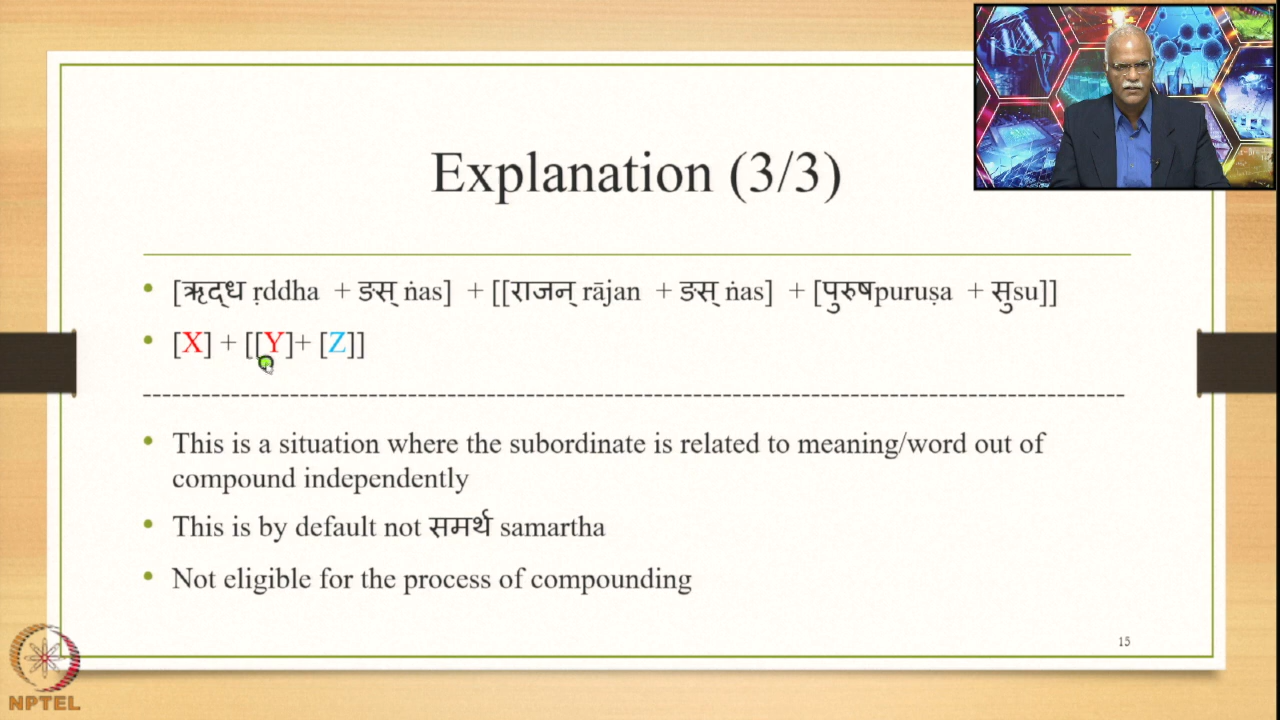 Explanation (3/3)
• [ऋद्ध ṛddha + ङस् ṅas] + [[राजन् rājan + ङस् ṅas] + [पुरुषpuruṣa + सुsu]]
• [X] + [[Y]+ [Z]]
• This is a situation where the subordinate is related to meaning/word out of
compound independently
• This is by default not समर्थ samartha
• Not eligible for the process of compounding
15
NPTEL